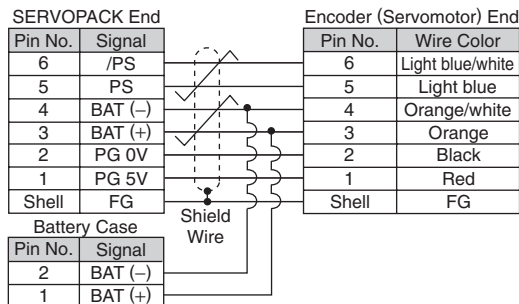 SERVOPACK End
Pin No. Signal
6 /PS
5 PS
4 BAT (−)
3 BAT (+)
2 PG 0V
1 PG 5V
Shell FG
Shield
Wire
Encoder (Servomotor) End
Pin No. Wire Color
6 Light blue/white
5 Light blue
4 Orange/white
3 Orange
2 Black
1 Red
Shell FG
Battery Case
Pin No. Signal
2 BAT (−)
1 BAT (+)